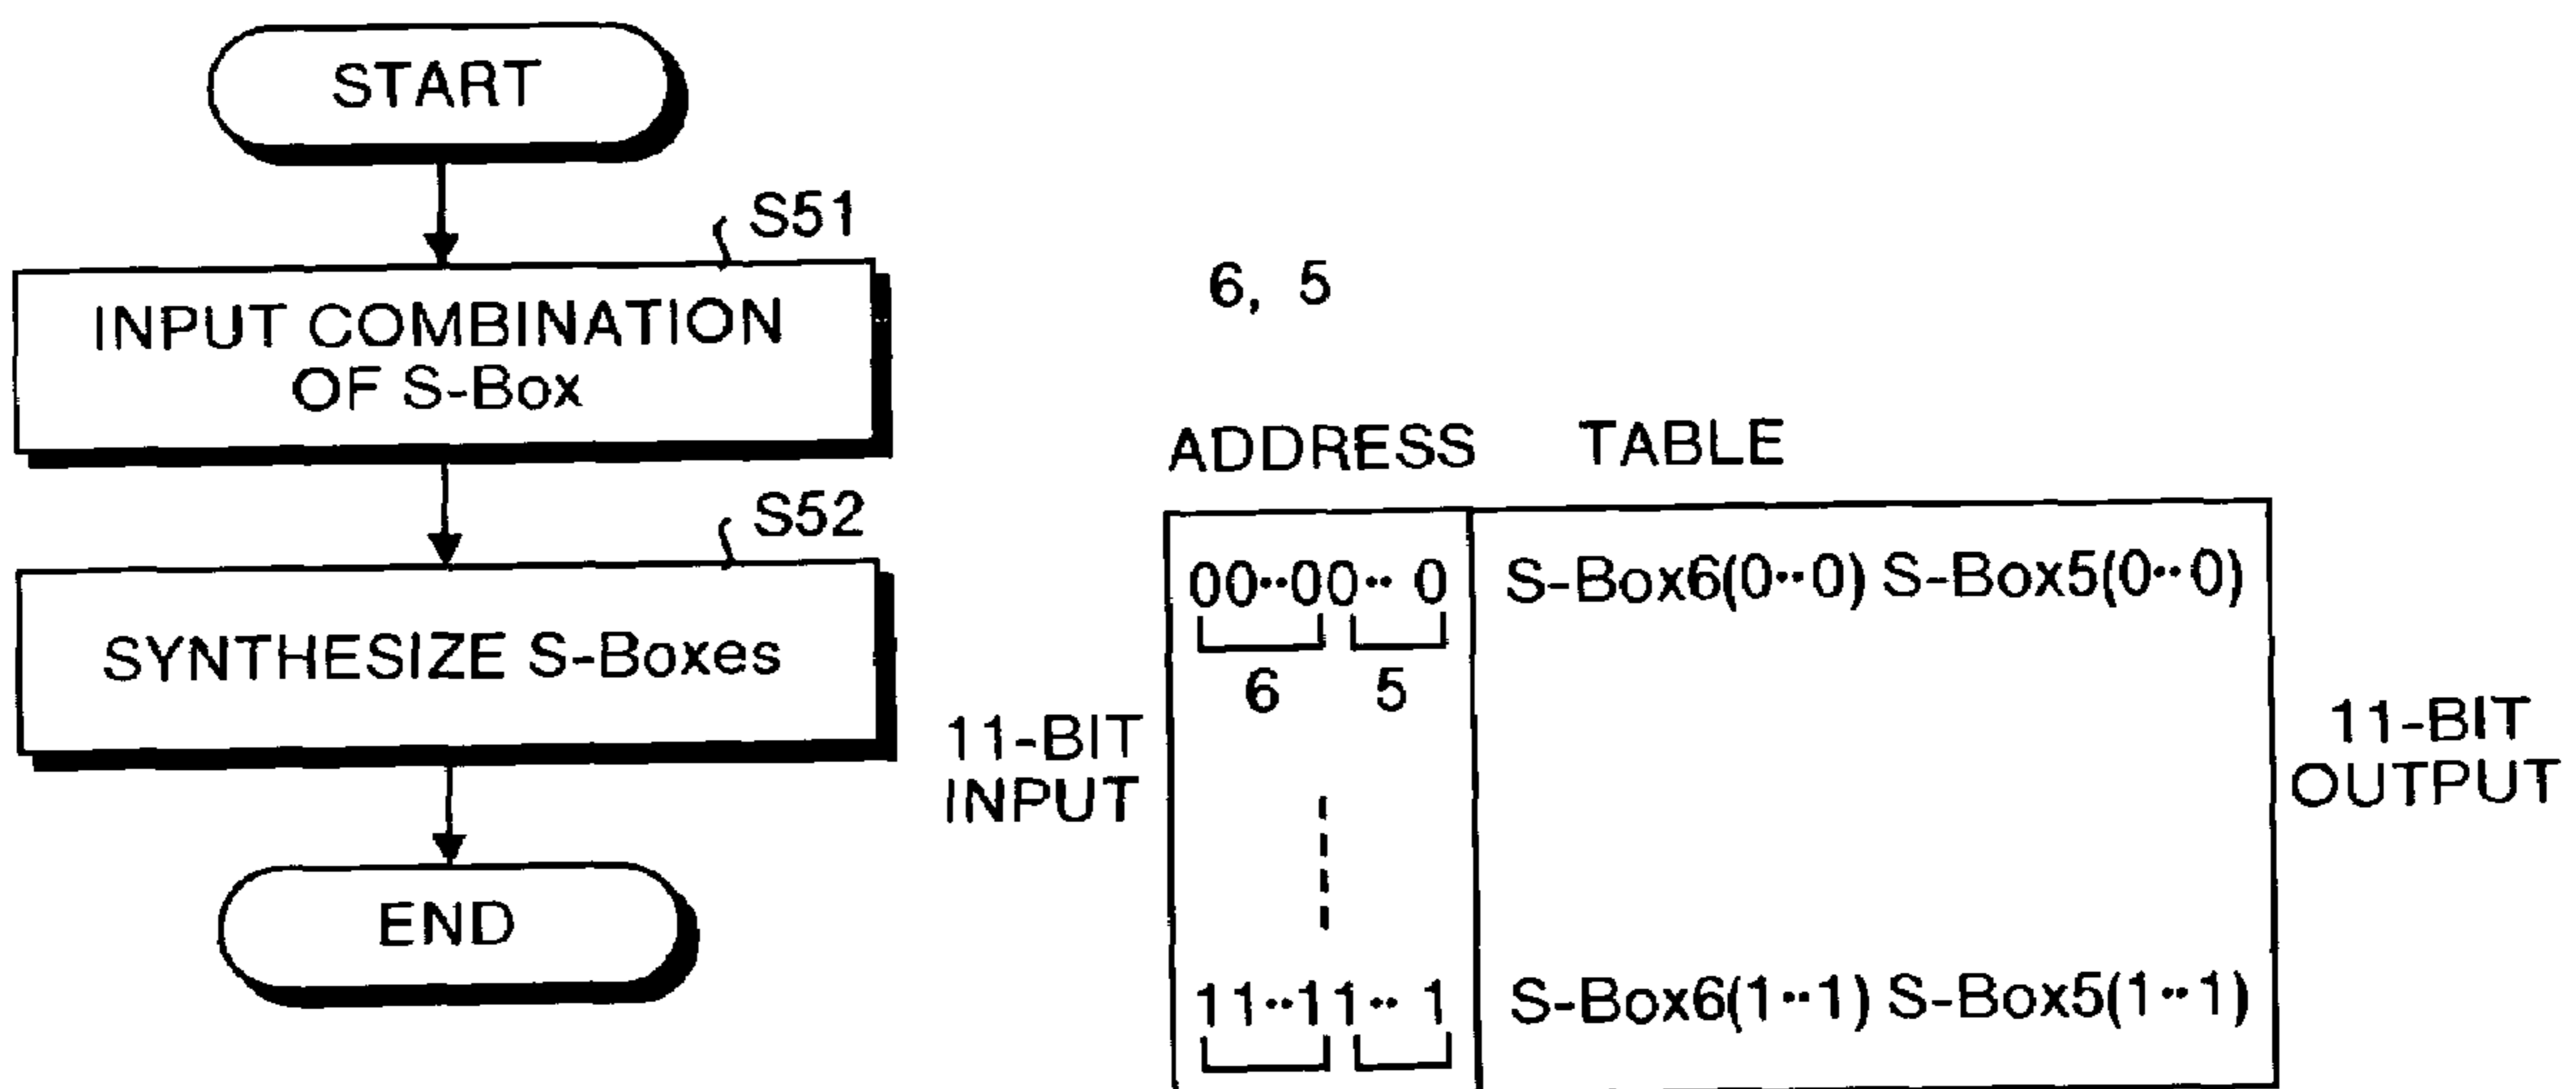 START
S51
INPUT COMBINATION
OF S-Box
S52
SYNTHESIZE S-Boxes
END
6, 5
ADDRESS TABLE
00··00·· 0 S-Box6(0··0) S-Box5(0··0)
6 5
11-BIT
INPUT
11-BIT
OUTPUT
11··11·· 1 S-Box6(1··1) S-Box5(1··1)